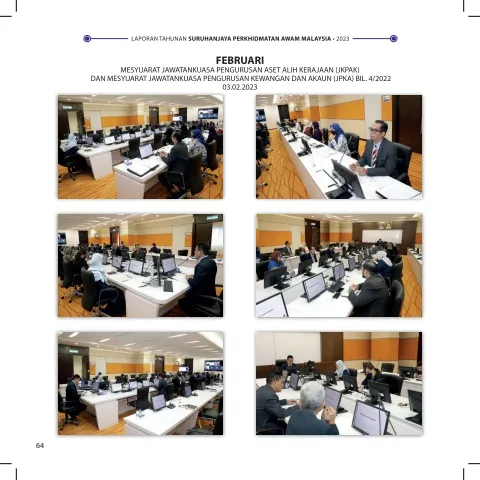 LAPORAN TAHUNAN SURUHANJAYA PERKHIDMATAN AWAM MALAYSIA • 2023
FEBRUARI
MESYUARAT JAWATANKUASA PENGURUSAN ASET ALIH KERAJAAN (JKPAK)
DAN MESYUARAT JAWATANKUASA PENGURUSAN KEWANGAN DAN AKAUN (JPKA) BIL. 4/2022
03.02.2023
64